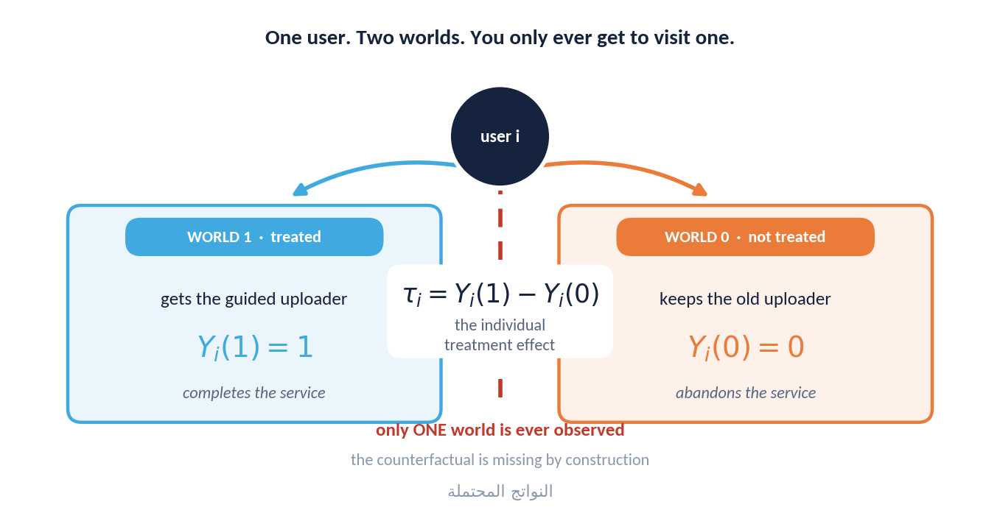 One user. Two worlds. You only ever get to visit one.
user i
WORLD 1 · treated
gets the guided uploader
Yᵢ(1) = 1
completes the service
τᵢ = Yᵢ(1) − Yᵢ(0)
the individual
treatment effect
WORLD 0 · not treated
keeps the old uploader
Yᵢ(0) = 0
abandons the service
only ONE world is ever observed
the counterfactual is missing by construction
النواتج المحتملة